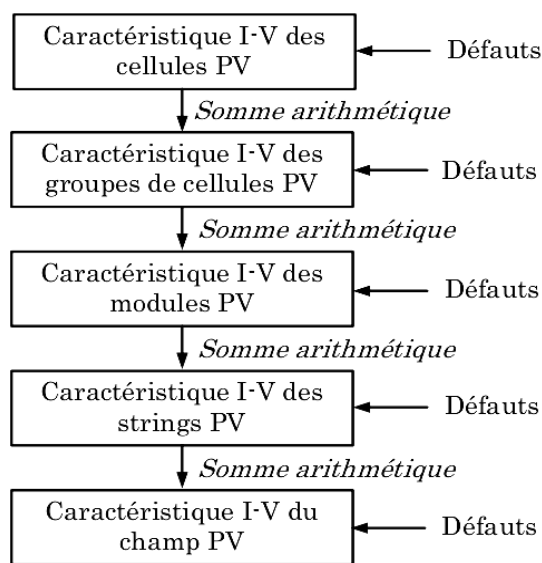 Caractéristique I-V des
cellules PV
Défauts
Somme arithmétique
Caractéristique I-V des
groupes de cellules PV
Défauts
Somme arithmétique
Caractéristique I-V des
modules PV
Défauts
Somme arithmétique
Caractéristique I-V des
strings PV
Défauts
Somme arithmétique
Caractéristique I-V du
champ PV
Défauts